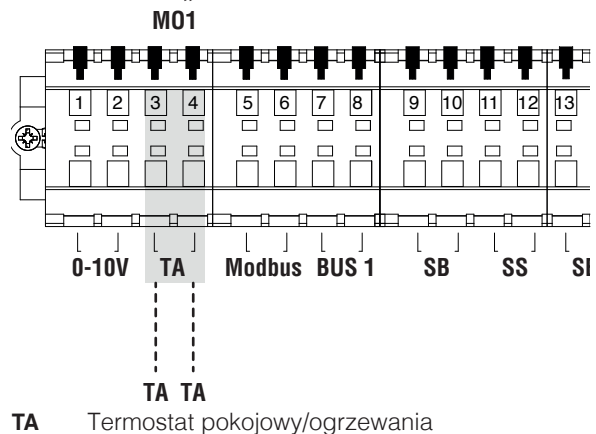 M01
1 2 3 4 5 6 7 8 9 10 11 12 13
0-10V TA Modbus BUS 1 SB SS
TA TA
TA Termostat pokojowy/ogrzewania